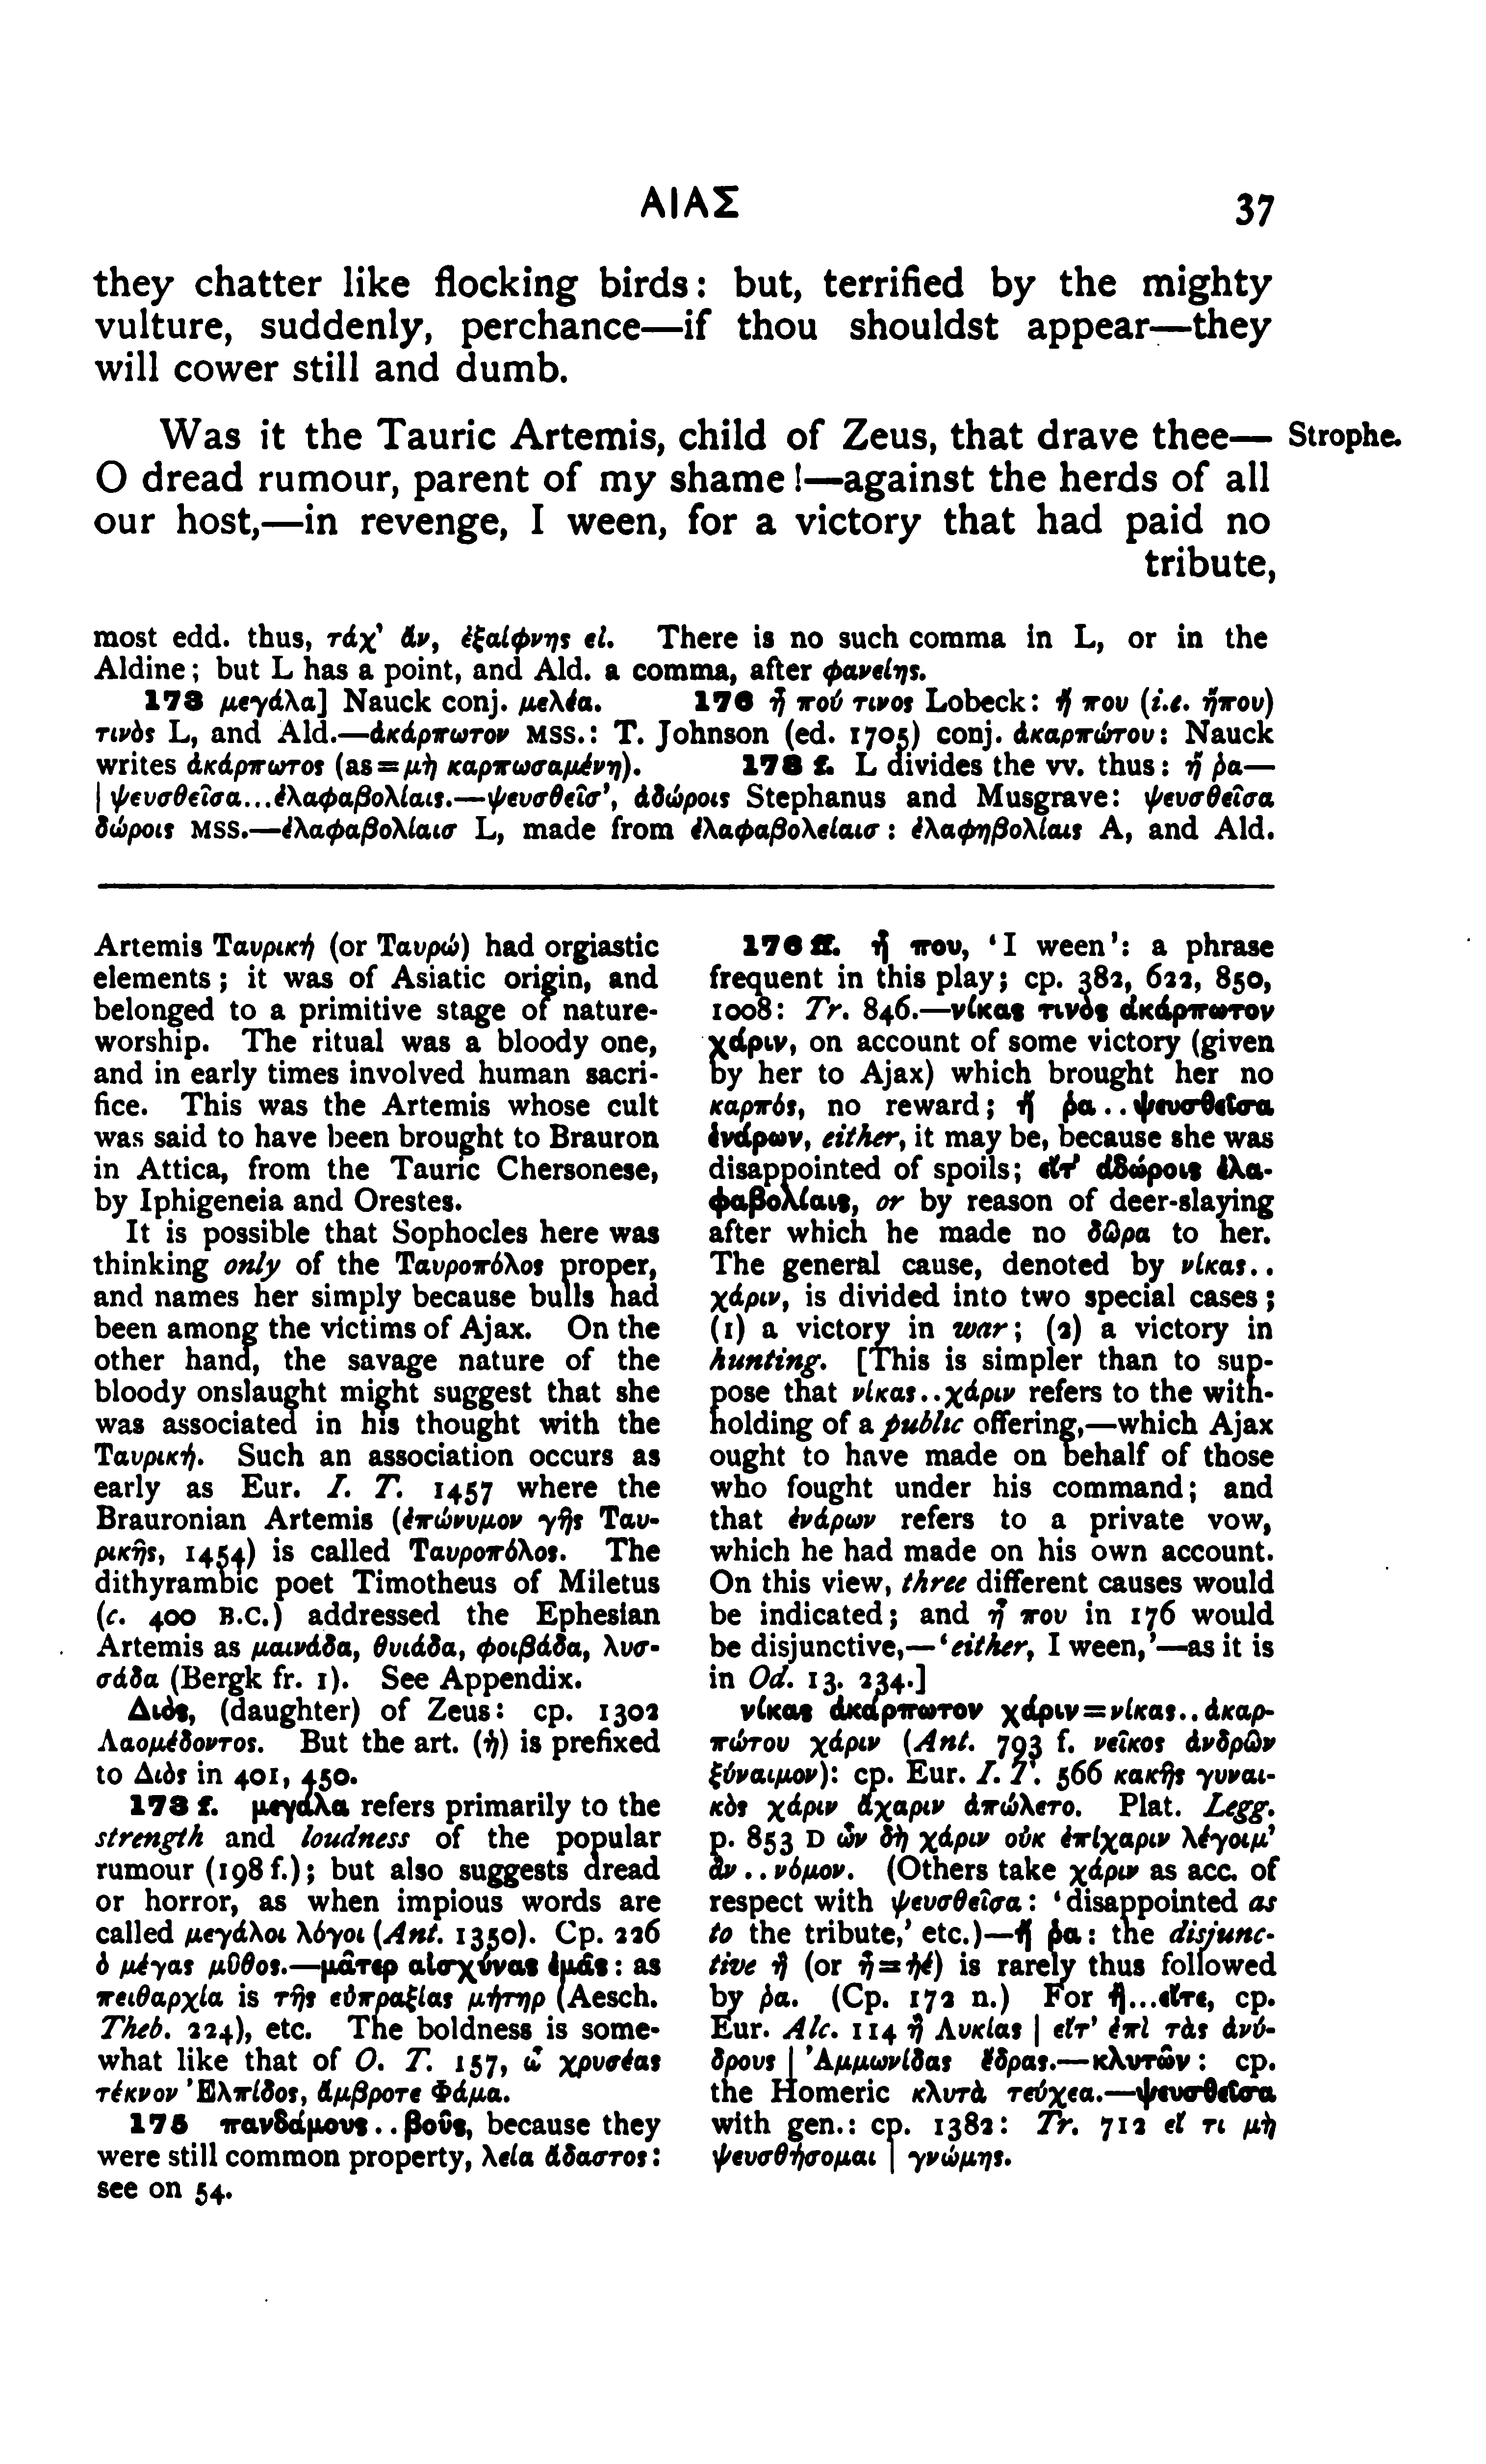 ΑΙΑΣ
37
they chatter like flocking birds: but, terrified by the mighty
vulture, suddenly, perchance—if thou shouldst appear—they
will cower still and dumb.
Was it the Tauric Artemis, child of Zeus, that drave thee— Strophe.
O dread rumour, parent of my shame!—against the herds of all
our host,—in revenge, I ween, for a victory that had paid no
tribute,
most edd. thus, τάχ' ἄν, ἐξαίφνης εἰ. There is no such comma in L, or in the
Aldine; but L has a point, and Ald. a comma, after φανείης.
173 μεγάλα] Nauck conj. μελέα. 176 ἦ πού τινος Lobeck: ἤ που (i.e. ἤπου)
τινὸς L, and Ald.—ἀκάρπωτον MSS.: T. Johnson (ed. 1705) conj. ἀκαρπώτου: Nauck
writes ἀκάρπωτος (as=μὴ καρπωσαμένη). 178 f. L divides the vv. thus: ἤ ῥα—
| ψευσθεῖσα...ἐλαφαβολίαις.—ψευσθεῖσ', ἀδώροις Stephanus and Musgrave: ψευσθεῖσα
δώροις MSS.—ἐλαφαβολίαισ L, made from ἐλαφαβολείαισ: ἐλαφηβολίαις A, and Ald.
Artemis Ταυρική (or Ταυρώ) had orgiastic
elements; it was of Asiatic origin, and
belonged to a primitive stage of nature-
worship. The ritual was a bloody one,
and in early times involved human sacri-
fice. This was the Artemis whose cult
was said to have been brought to Brauron
in Attica, from the Tauric Chersonese,
by Iphigeneia and Orestes.
It is possible that Sophocles here was
thinking only of the Ταυροπόλος proper,
and names her simply because bulls had
been among the victims of Ajax. On the
other hand, the savage nature of the
bloody onslaught might suggest that she
was associated in his thought with the
Ταυρική. Such an association occurs as
early as Eur. I. T. 1457 where the
Brauronian Artemis (ἐπώνυμον γῆς Ταυ-
ρικῆς, 1454) is called Ταυροπόλος. The
dithyrambic poet Timotheus of Miletus
(c. 400 B.C.) addressed the Ephesian
Artemis as μαινάδα, θυιάδα, φοιβάδα, λυσ-
σάδα (Bergk fr. 1). See Appendix.
Διὸς, (daughter) of Zeus: cp. 1302
Λαομέδοντος. But the art. (ἡ) is prefixed
to Διὸς in 401, 450.
173 f. μεγάλα refers primarily to the
strength and loudness of the popular
rumour (198 f.); but also suggests dread
or horror, as when impious words are
called μεγάλοι λόγοι (Ant. 1350). Cp. 226
ὁ μέγας μῦθος.—μᾶτερ αἰσχύνας ἐμᾶς: as
πειθαρχία is τῆς εὐπραξίας μήτηρ (Aesch.
Theb. 224), etc. The boldness is some-
what like that of O. T. 157, ὦ χρυσέας
τέκνον Ἐλπίδος, ἄμβροτε Φάμα.
175 πανδάμους..βοῦς, because they
were still common property, λεία ἄδαστος:
see on 54.
176 ff. ἦ που, 'I ween': a phrase
frequent in this play; cp. 382, 622, 850,
1008: Tr. 846.—νίκας τινὸς ἀκάρπωτον
χάριν, on account of some victory (given
by her to Ajax) which brought her no
καρπός, no reward; ἤ ῥα..ψευσθεῖσα
ἐνάρων, either, it may be, because she was
disappointed of spoils; εἴτ' ἀδώροις ἐλα-
φαβολίαις, or by reason of deer-slaying
after which he made no δῶρα to her.
The general cause, denoted by νίκας..
χάριν, is divided into two special cases;
(1) a victory in war; (2) a victory in
hunting. [This is simpler than to sup-
pose that νίκας..χάριν refers to the with-
holding of a public offering,—which Ajax
ought to have made on behalf of those
who fought under his command; and
that ἐνάρων refers to a private vow,
which he had made on his own account.
On this view, three different causes would
be indicated; and ἤ που in 176 would
be disjunctive,—'either, I ween,'—as it is
in Od. 13. 234.]
νίκας ἀκάρπωτον χάριν=νίκας..ἀκαρ-
πώτου χάριν (Ant. 793 f. νεῖκος ἀνδρῶν
ξύναιμον): cp. Eur. I. T. 566 κακῆς γυναι-
κὸς χάριν ἄχαριν ἀπώλετο. Plat. Legg.
p. 853 D ὧν δὴ χάριν οὐκ ἐπίχαριν λέγοιμ'
ἂν..νόμον. (Others take χάριν as acc. of
respect with ψευσθεῖσα: 'disappointed as
to the tribute,' etc.)—ἤ ῥα: the disjunc-
tive ἤ (or ἦ=ἠέ) is rarely thus followed
by ῥα. (Cp. 172 n.) For ἤ...εἴτε, cp.
Eur. Alc. 114 ἢ Λυκίας | εἴτ' ἐπὶ τὰς ἀνύ-
δρους | Ἀμμωνίδας ἕδρας.—κλυτῶν: cp.
the Homeric κλυτὰ τεύχεα.—ψευσθεῖσα
with gen.: cp. 1382: Tr. 712 εἴ τι μὴ
ψευσθήσομαι | γνώμης.